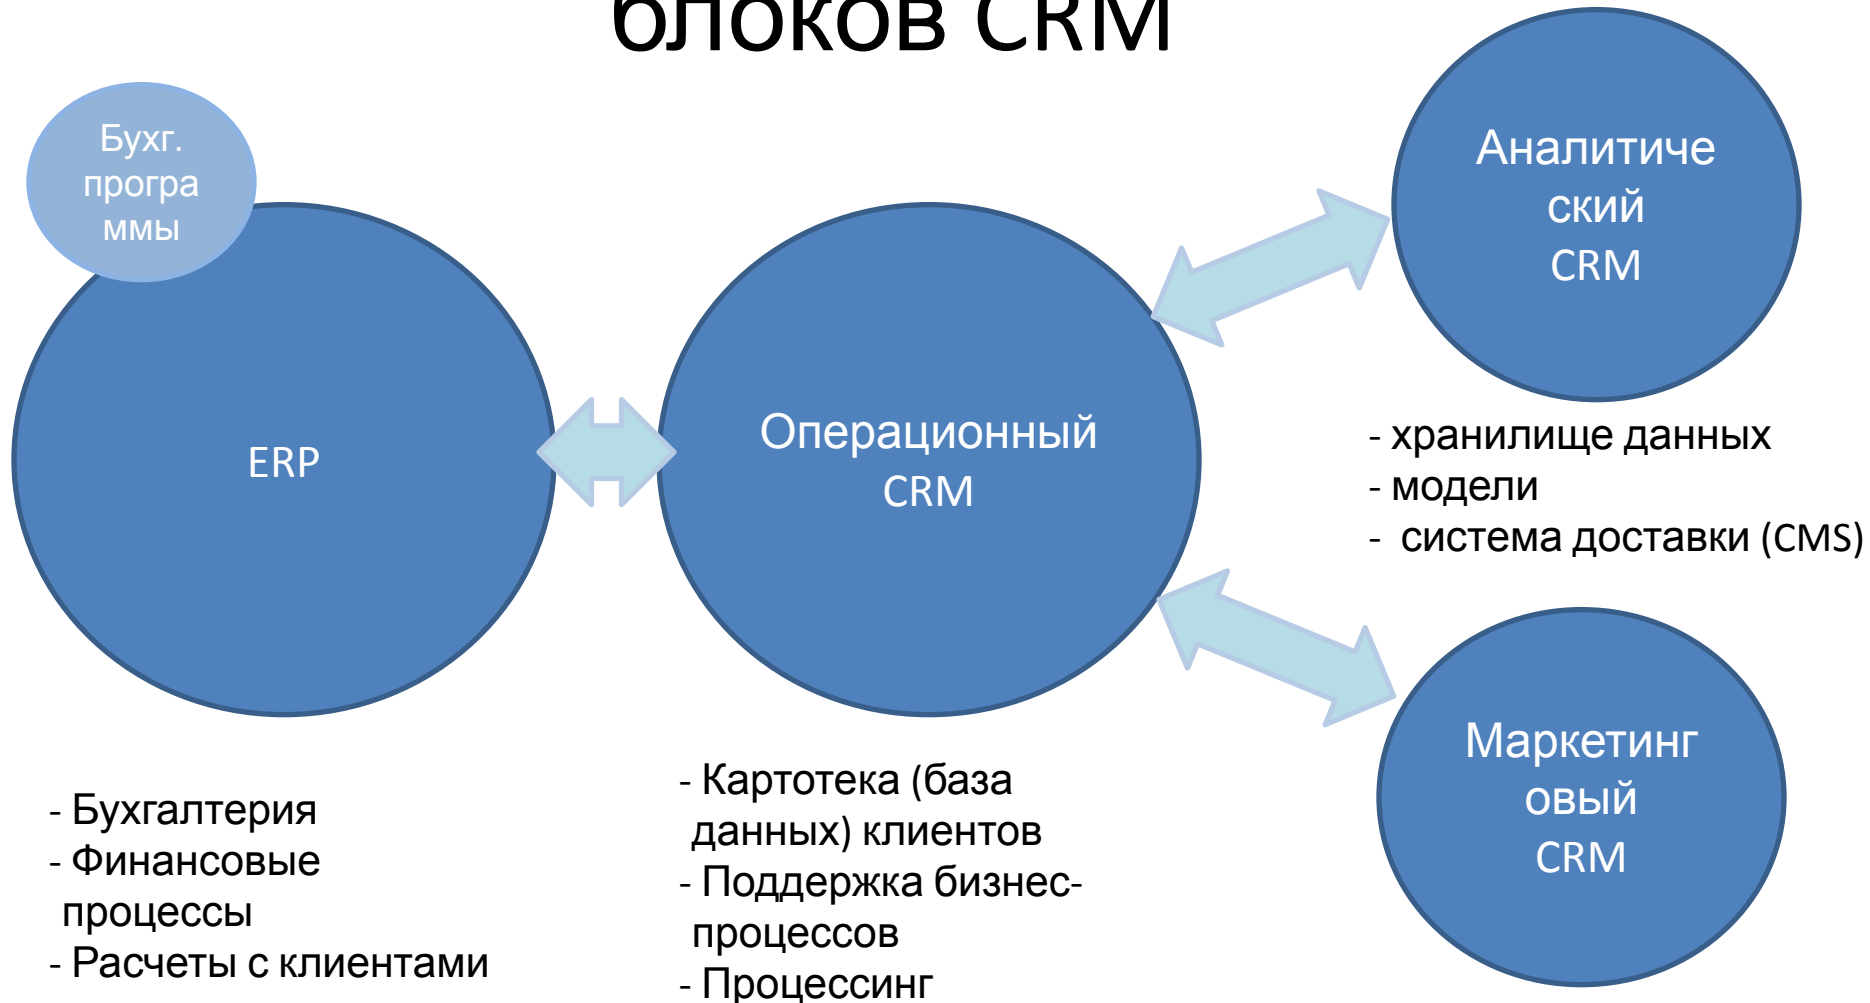 блоков CRM
Бухг.
програ
ммы
ERP
Операционный
CRM
Аналитиче
ский
CRM
- хранилище данных
- модели
- система доставки (CMS)
Маркетинг
овый
CRM
- Бухгалтерия
- Финансовые
процессы
- Расчеты с клиентами
- Картотека (база
данных) клиентов
- Поддержка бизнес-
процессов
- Процессинг